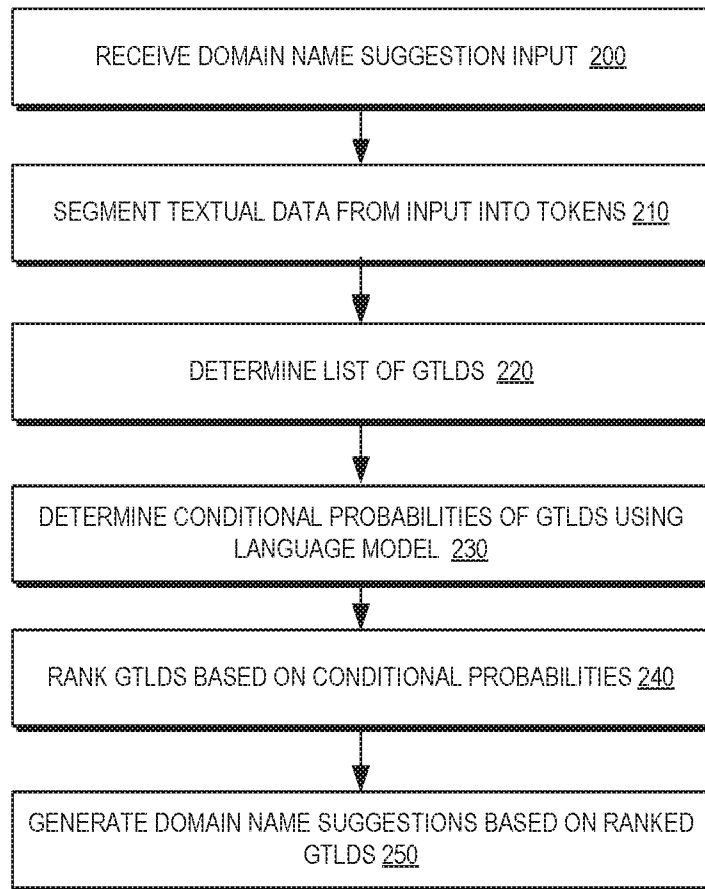 RECEIVE DOMAIN NAME SUGGESTION INPUT 200
SEGMENT TEXTUAL DATA FROM INPUT INTO TOKENS 210
DETERMINE LIST OF GTLDS 220
DETERMINE CONDITIONAL PROBABILITIES OF GTLDS USING
LANGUAGE MODEL 230
RANK GTLDS BASED ON CONDITIONAL PROBABILITIES 240
GENERATE DOMAIN NAME SUGGESTIONS BASED ON RANKED
GTLDS 250